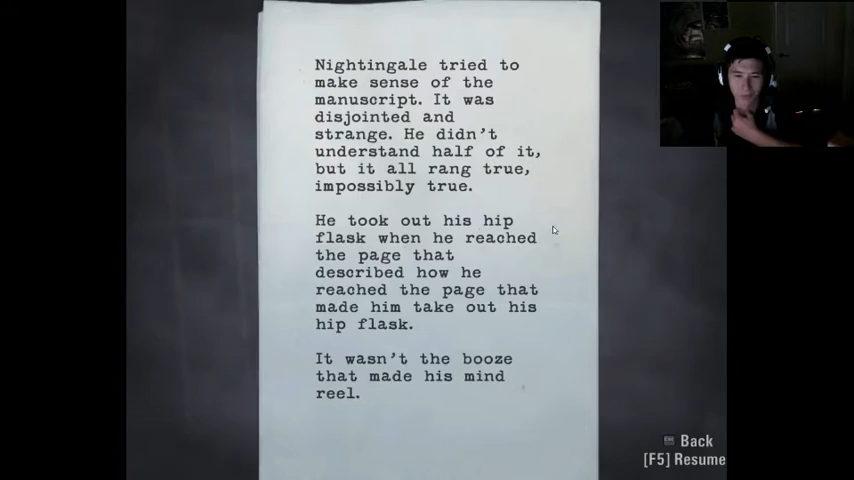 Nightingale tried to
make sense of the
manuscript. It was
disjointed and
strange. He didn't
understand half of it,
but it all rang true,
impossibly true.
He took out his hip
flask when he reached
the page that
described how he
reached the page that
made him take out his
hip flask.
It wasn't the booze
that made his mind
reel.
Back
[F5] Resume